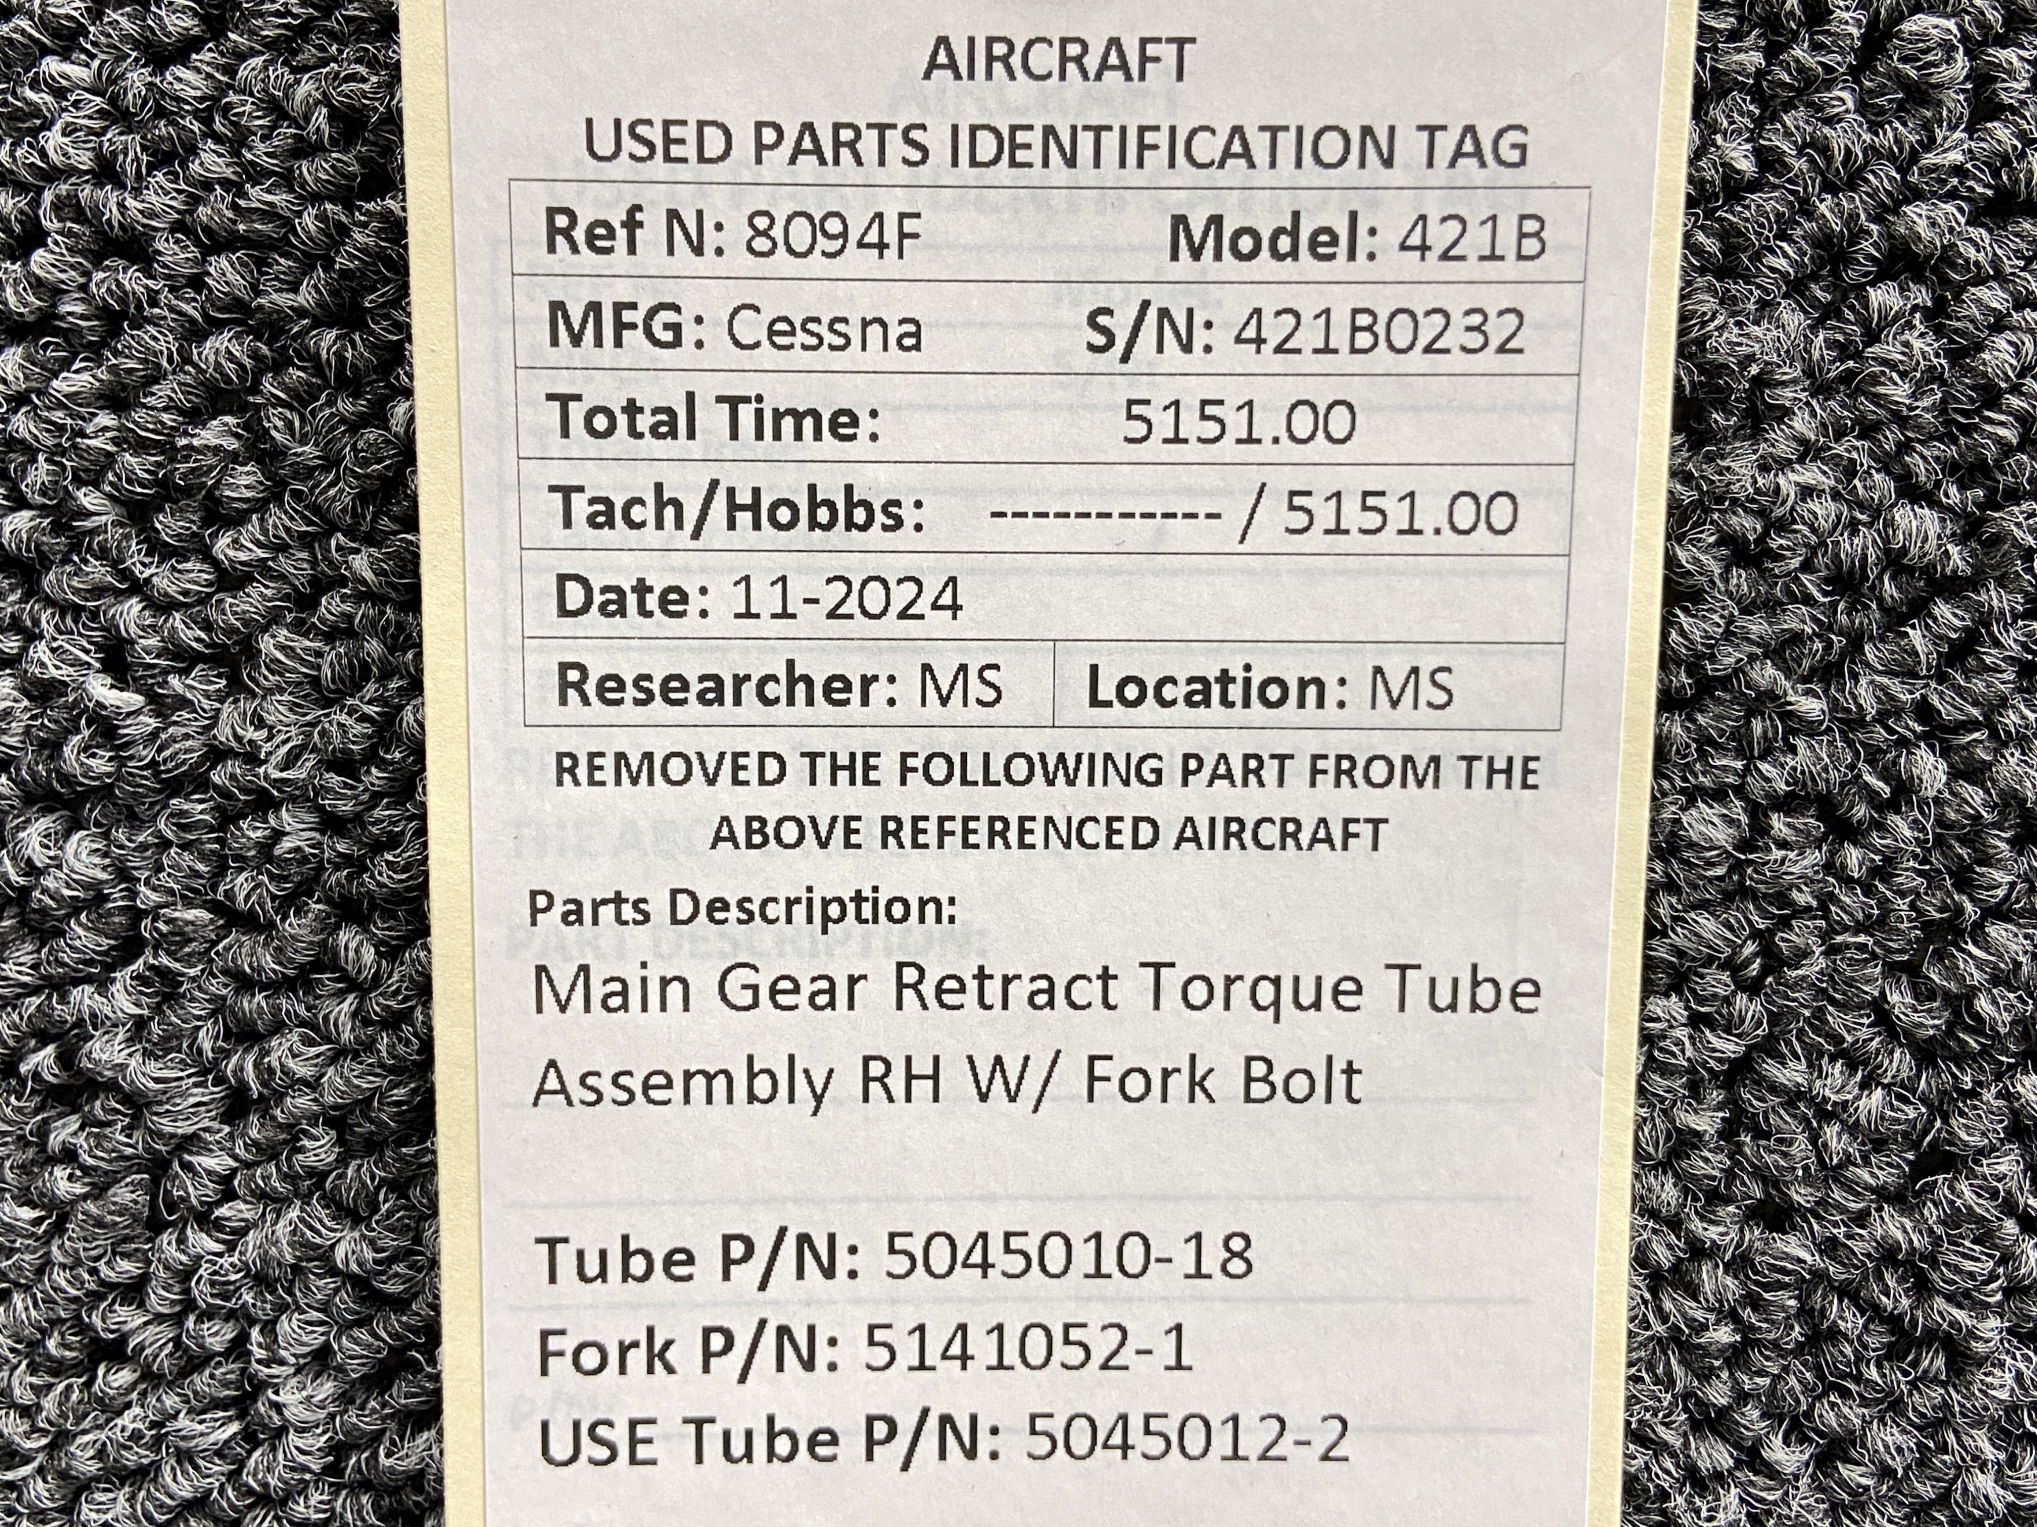 AIRCRAFT
USED PARTS IDENTIFICATION TAG
Ref N: 8094F Model: 421B
MFG: Cessna S/N: 421B0232
Total Time: 5151.00
Tach/Hobbs: ----------- / 5151.00
Date: 11-2024
Researcher: MS Location: MS
REMOVED THE FOLLOWING PART FROM THE
ABOVE REFERENCED AIRCRAFT
Parts Description:
Main Gear Retract Torque Tube
Assembly RH W/ Fork Bolt
Tube P/N: 5045010-18
Fork P/N: 5141052-1
USE Tube P/N: 5045012-2